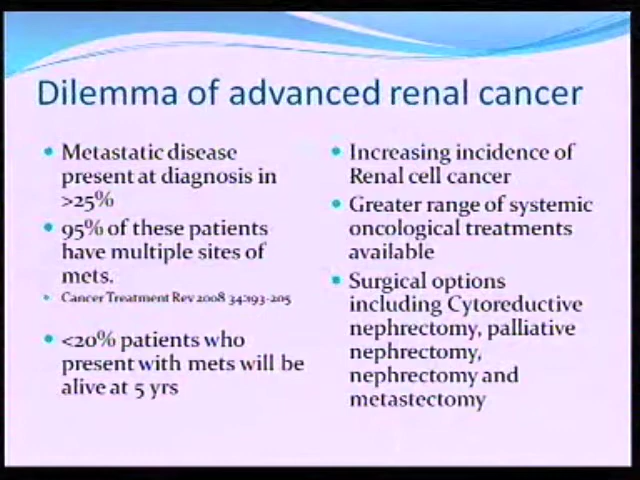 Dilemma of advanced renal cancer
Metastatic disease
present at diagnosis in
>25%
95% of these patients
have multiple sites of
mets.
Cancer Treatment Rev 2008 34:193-205
<20% patients who
present with mets will be
alive at 5 yrs
Increasing incidence of
Renal cell cancer
Greater range of systemic
oncological treatments
available
Surgical options
including Cytoreductive
nephrectomy, palliative
nephrectomy,
nephrectomy and
metastectomy